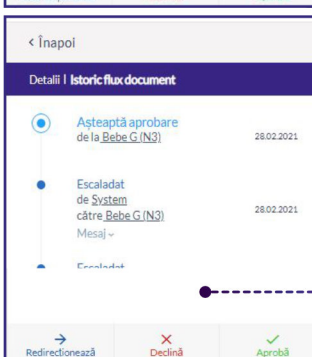 < Înapoi
Detalii | Istoric flux document
Așteaptă aprobare
de la Bebe G (N3)
28.02.2021
Escaladat
de System
către Bebe G (N3)
28.02.2021
Mesaj
Escaladat
Redirecționează
Declină
Aprobă